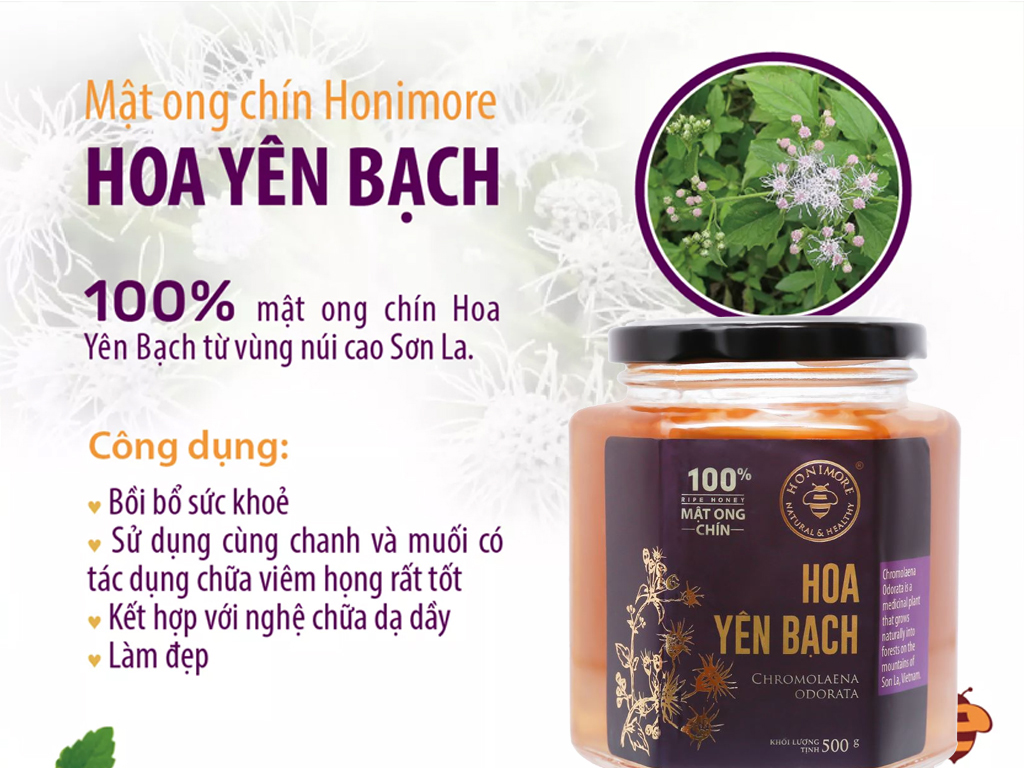 Mật ong chín Honimore
HOA YÊN BẠCH
100% mật ong chín Hoa
Yên Bạch từ vùng núi cao Sơn La.
Công dụng:
Bồi bổ sức khoẻ
Sử dụng cùng chanh và muối có
tác dụng chữa viêm họng rất tốt
Kết hợp với nghệ chữa dạ dầy
Làm đẹp
100%
RIPE HONEY
MẬT ONG
CHÍN
HONIMORE ®
NATURAL & HEALTHY
HOA
YÊN BẠCH
CHROMOLAENA
ODORATA
KHỐI LƯỢNG
TỊNH 500 g
Chromolaena
Odorata is a
medicinal plant
that grows
naturally into
forests on the
mountains of
Son La, Vietnam.